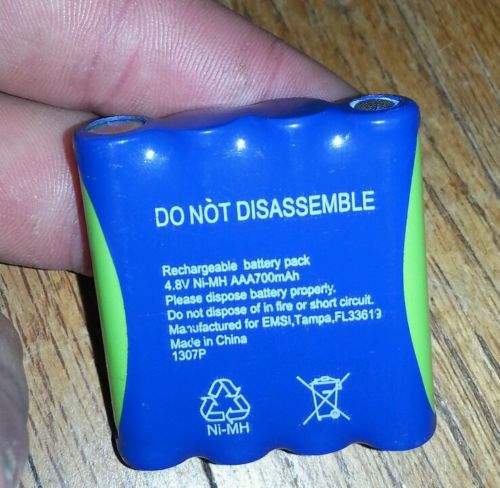 DO NOT DISASSEMBLE
Rechargeable battery pack
4.8V Ni-MH AAA700mAh
Please dispose battery properly.
Do not dispose of in fire or short circuit.
Manufactured for EMSI,Tampa,FL33619
Made in China
1307P
Ni-MH